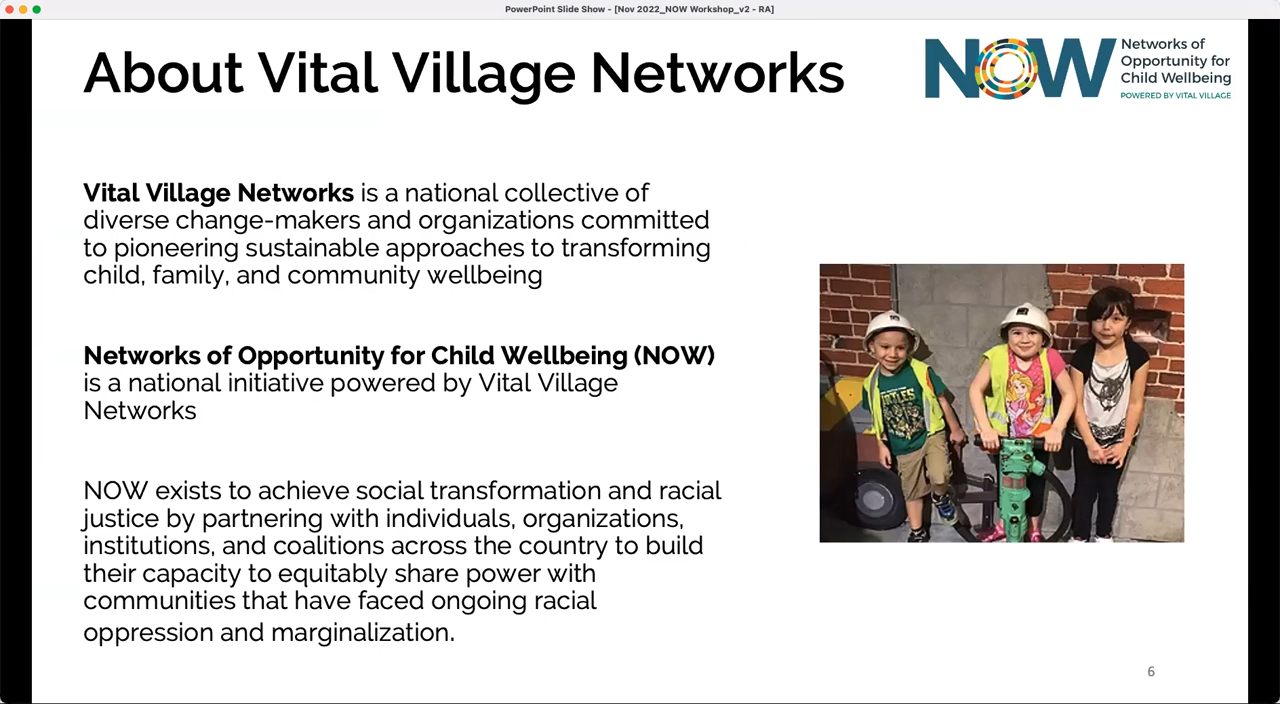 PowerPoint Slide Show - [Nov 2022_NOW Workshop_v2 - RA]
About Vital Village Networks
NOW
Networks of
Opportunity for
Child Wellbeing
POWERED BY VITAL VILLAGE
Vital Village Networks is a national collective of
diverse change-makers and organizations committed
to pioneering sustainable approaches to transforming
child, family, and community wellbeing
Networks of Opportunity for Child Wellbeing (NOW)
is a national initiative powered by Vital Village
Networks
NOW exists to achieve social transformation and racial
justice by partnering with individuals, organizations,
institutions, and coalitions across the country to build
their capacity to equitably share power with
communities that have faced ongoing racial
oppression and marginalization.
TURTLES
6